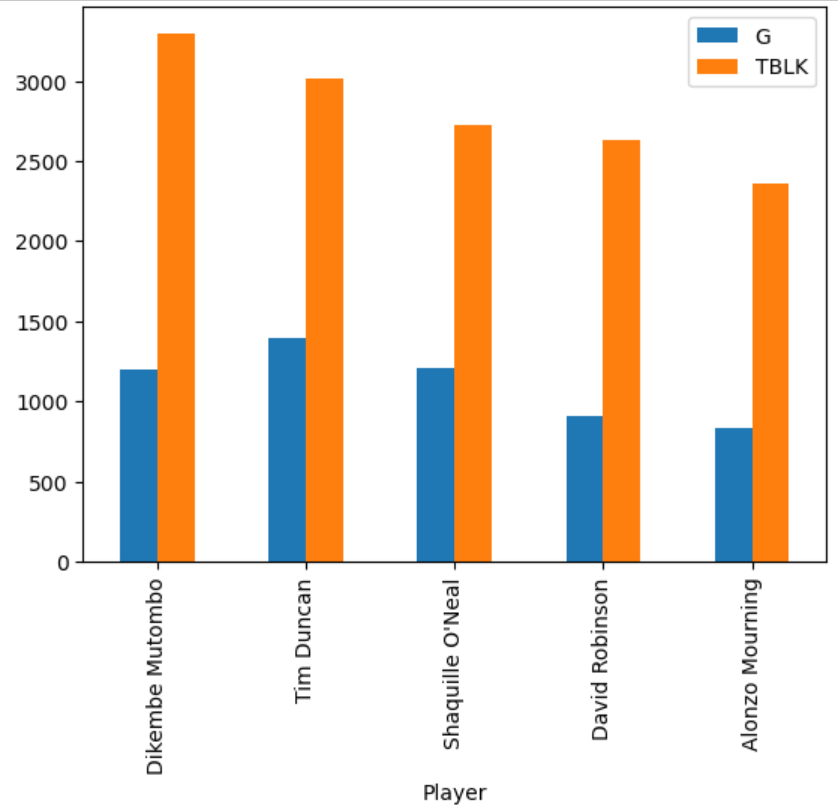 G
TBLK
3000
2500
2000
1500
1000
500
0
Dikembe Mutombo
Tim Duncan
Shaquille O'Neal
David Robinson
Alonzo Mourning
Player